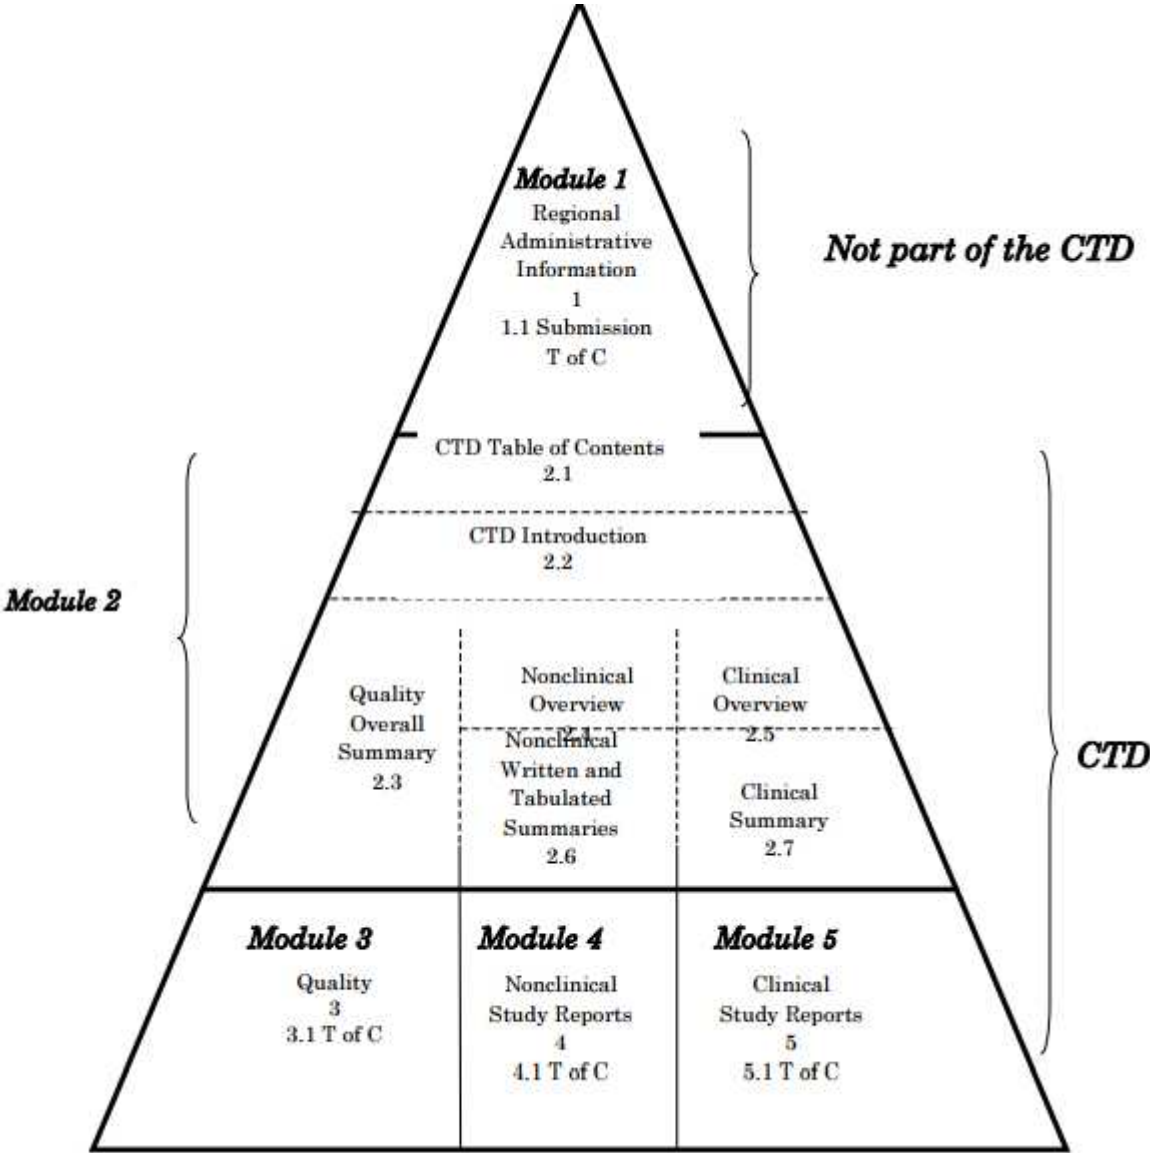 Module 1
Regional
Administrative
Information
1
1.1 Submission
T of C
Not part of the CTD
CTD Table of Contents
2.1
CTD Introduction
2.2
Module 2
Quality
Overall
Summary
2.3
Nonclinical
Overview
2.4
Clinical
Overview
2.5
Nonclinical
Written and
Tabulated
Summaries
2.6
Clinical
Summary
2.7
CTD
Module 3
Quality
3
3.1 T of C
Module 4
Nonclinical
Study Reports
4
4.1 T of C
Module 5
Clinical
Study Reports
5
5.1 T of C